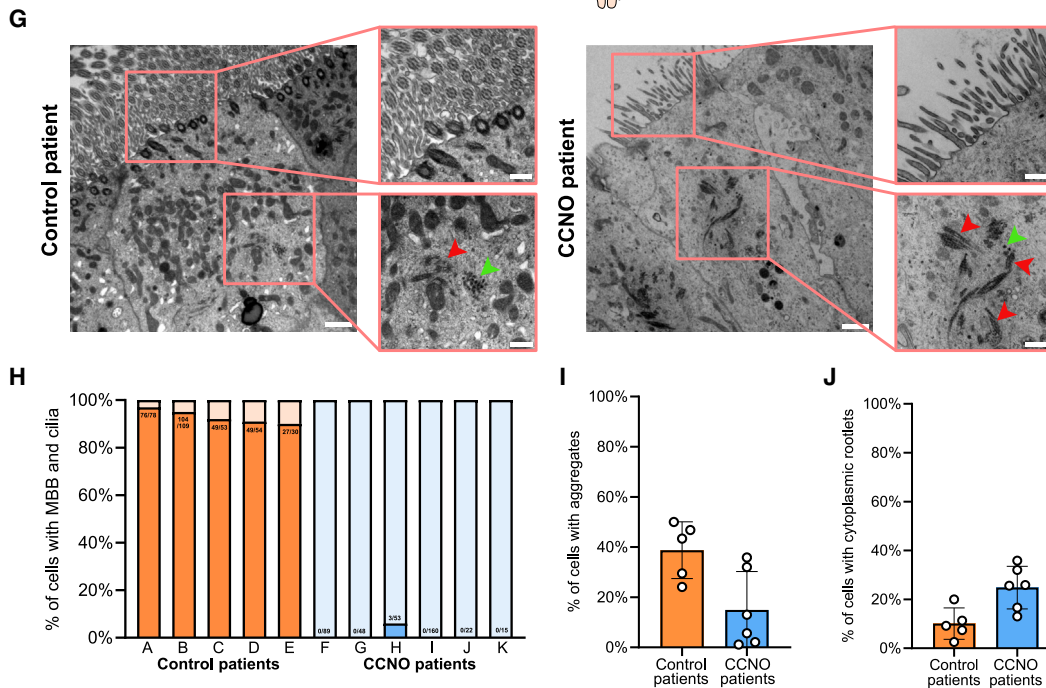 G
Control patient
CCNO patient
H
% of cells with MBB and cilia
100%
80%
60%
40%
20%
0%
76/78
104
/109
49/53
49/54
27/30
0/89
0/48
3/53
0/160
0/22
0/15
A B C D E F G H I J K
Control patients CCNO patients
I
% of cells with aggregates
100%
80%
60%
40%
20%
0%
Control
patients
CCNO
patients
J
% of cells with cytoplasmic rootlets
100%
80%
60%
40%
20%
0%
Control
patients
CCNO
patients